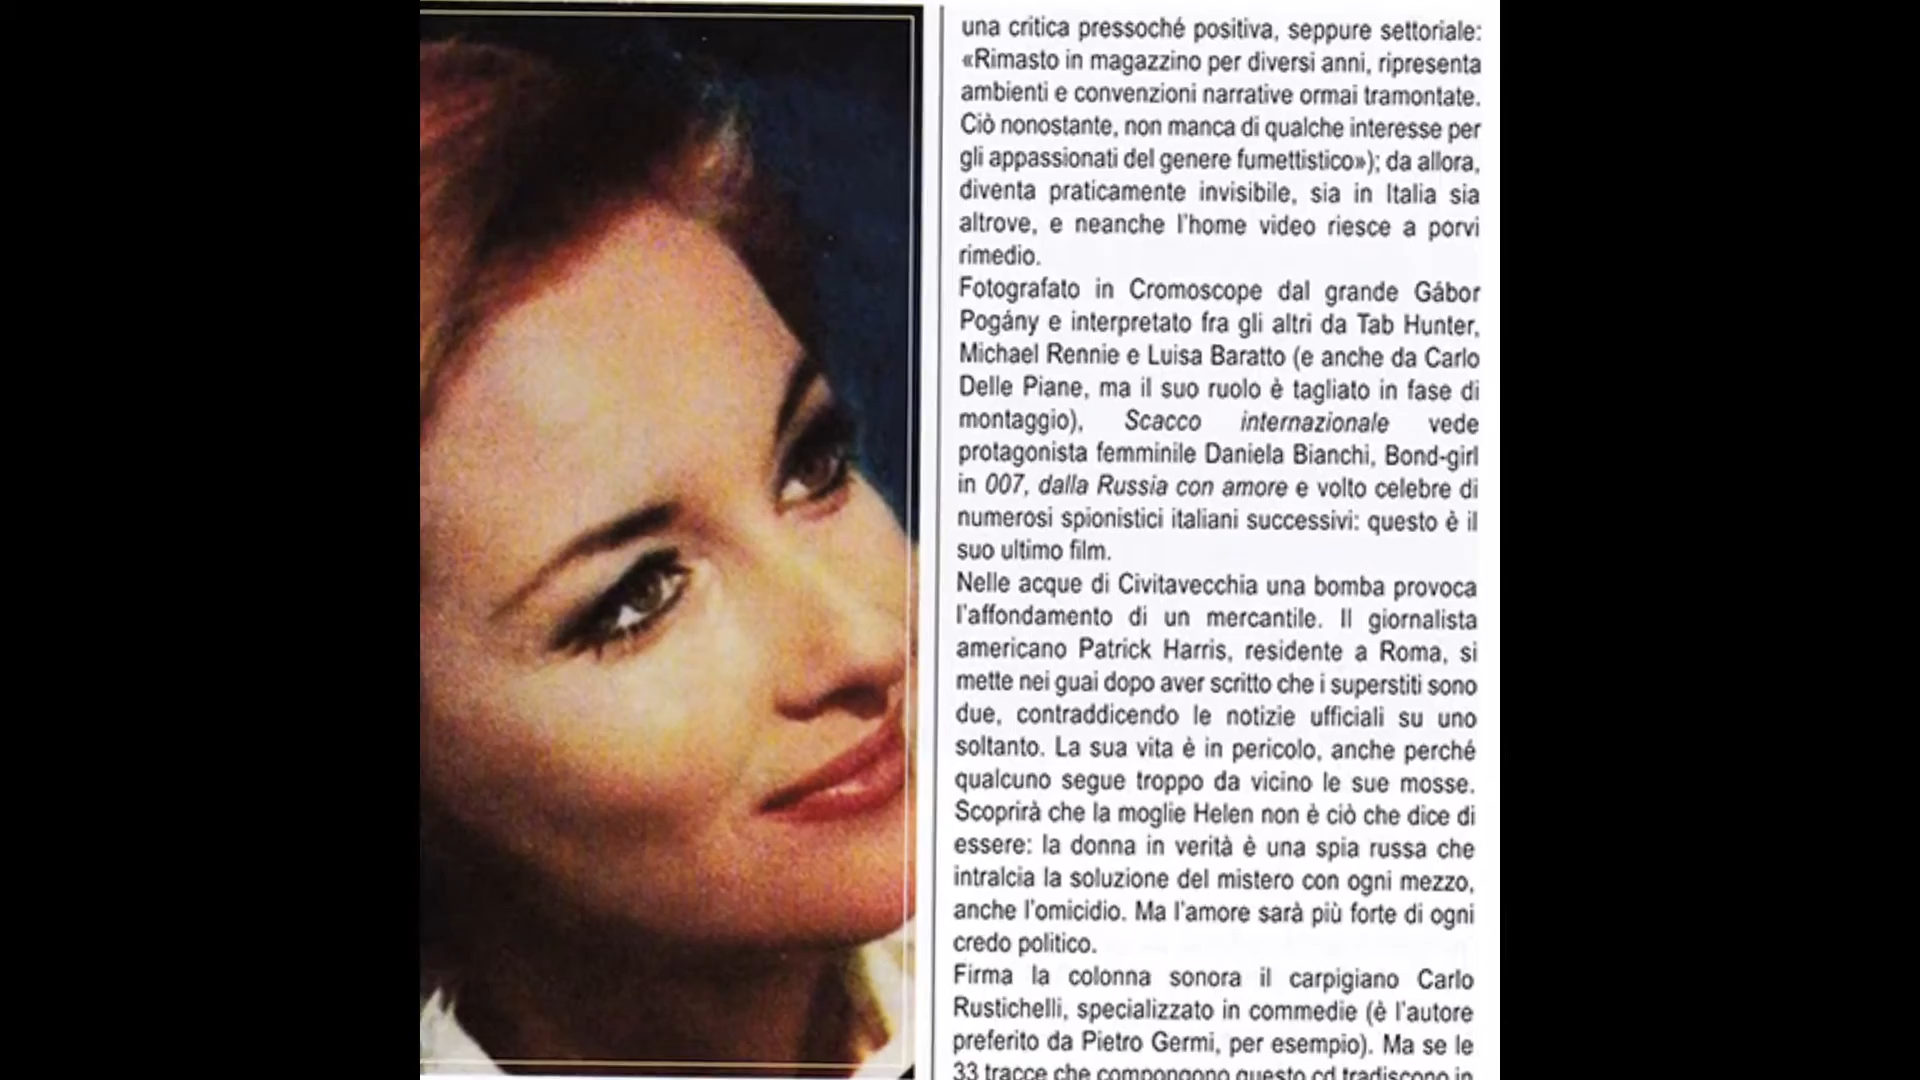 una critica pressoché positiva, seppure settoriale:
«Rimasto in magazzino per diversi anni, ripresenta
ambienti e convenzioni narrative ormai tramontate.
Ciò nonostante, non manca di qualche interesse per
gli appassionati del genere fumettistico»); da allora,
diventa praticamente invisibile, sia in Italia sia
altrove, e neanche l'home video riesce a porvi
rimedio.
Fotografato in Cromoscope dal grande Gábor
Pogány e interpretato fra gli altri da Tab Hunter,
Michael Rennie e Luisa Baratto (e anche da Carlo
Delle Piane, ma il suo ruolo è tagliato in fase di
montaggio), Scacco internazionale vede
protagonista femminile Daniela Bianchi, Bond-girl
in 007, dalla Russia con amore e volto celebre di
numerosi spionistici italiani successivi: questo è il
suo ultimo film.
Nelle acque di Civitavecchia una bomba provoca
l'affondamento di un mercantile. Il giornalista
americano Patrick Harris, residente a Roma, si
mette nei guai dopo aver scritto che i superstiti sono
due, contraddicendo le notizie ufficiali su uno
soltanto. La sua vita è in pericolo, anche perché
qualcuno segue troppo da vicino le sue mosse.
Scoprirà che la moglie Helen non è ciò che dice di
essere: la donna in verità è una spia russa che
intralcia la soluzione del mistero con ogni mezzo,
anche l'omicidio. Ma l'amore sarà più forte di ogni
credo politico.
Firma la colonna sonora il carpigiano Carlo
Rustichelli, specializzato in commedie (è l'autore
preferito da Pietro Germi, per esempio). Ma se le
33 tracce che compongono questo cd tradiscono in